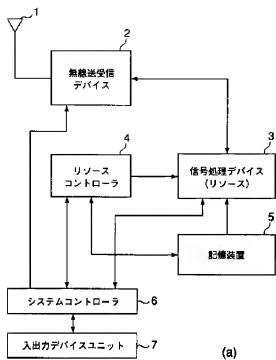 1
2
無線送受信
デバイス
4
リソース
コントローラ
3
信号処理デバイス
(リソース)
5
記憶装置
システムコントローラ
6
入出力デバイスユニット
7
(a)